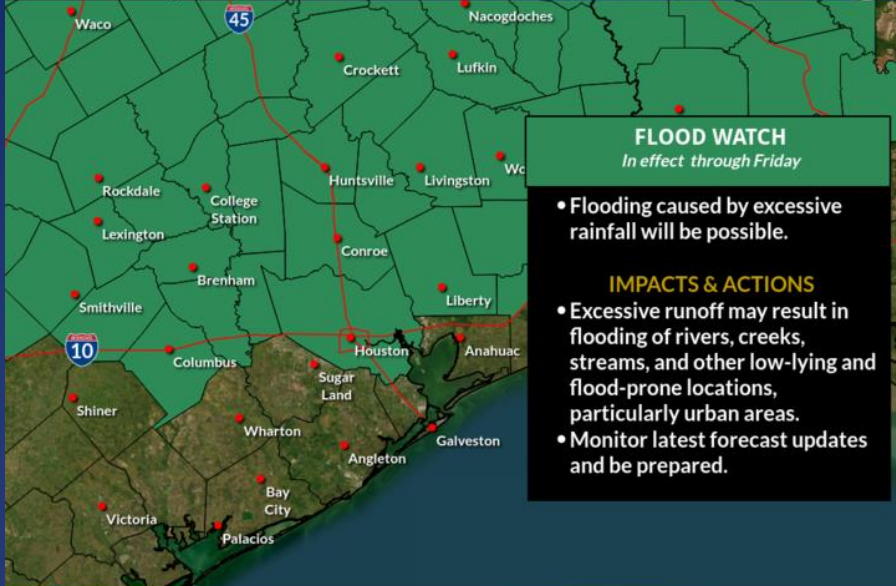 Waco
45
Nacogdoches
Crockett
Lufkin
FLOOD WATCH
In effect through Friday
Rockdale
College
Station
Huntsville
Livingston
Lexington
Conroe
Brenham
Smithville
Liberty
10
Columbus
Houston
Anahuac
Sugar
Land
Shiner
Wharton
Galveston
Angleton
Bay
City
Victoria
Palacios
• Flooding caused by excessive
rainfall will be possible.
IMPACTS & ACTIONS
• Excessive runoff may result in
flooding of rivers, creeks,
streams, and other low-lying and
flood-prone locations,
particularly urban areas.
• Monitor latest forecast updates
and be prepared.